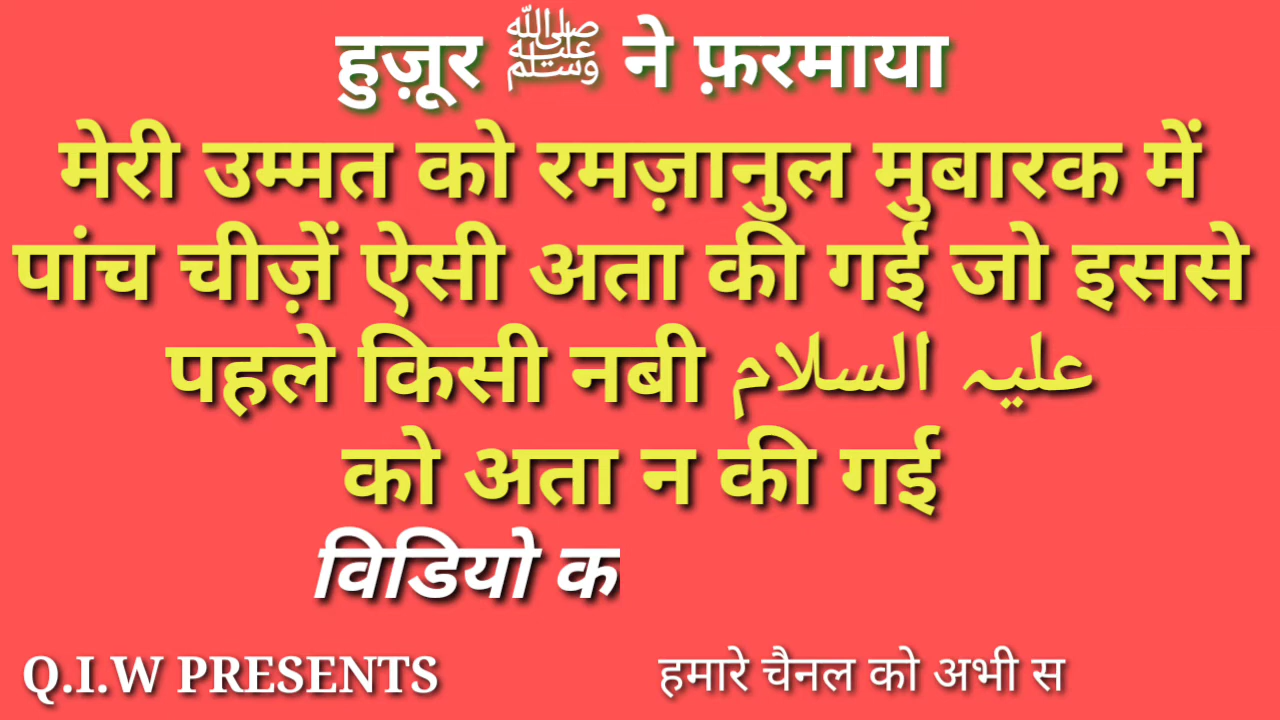 हुज़ूर ﷺ ने फ़रमाया
मेरी उम्मत को रमज़ानुल मुबारक में
पांच चीज़ें ऐसी अता की गई जो इससे
पहले किसी नबी علیہ السلام
को अता न की गई
विडियो क
Q.I.W PRESENTS
हमारे चैनल को अभी स